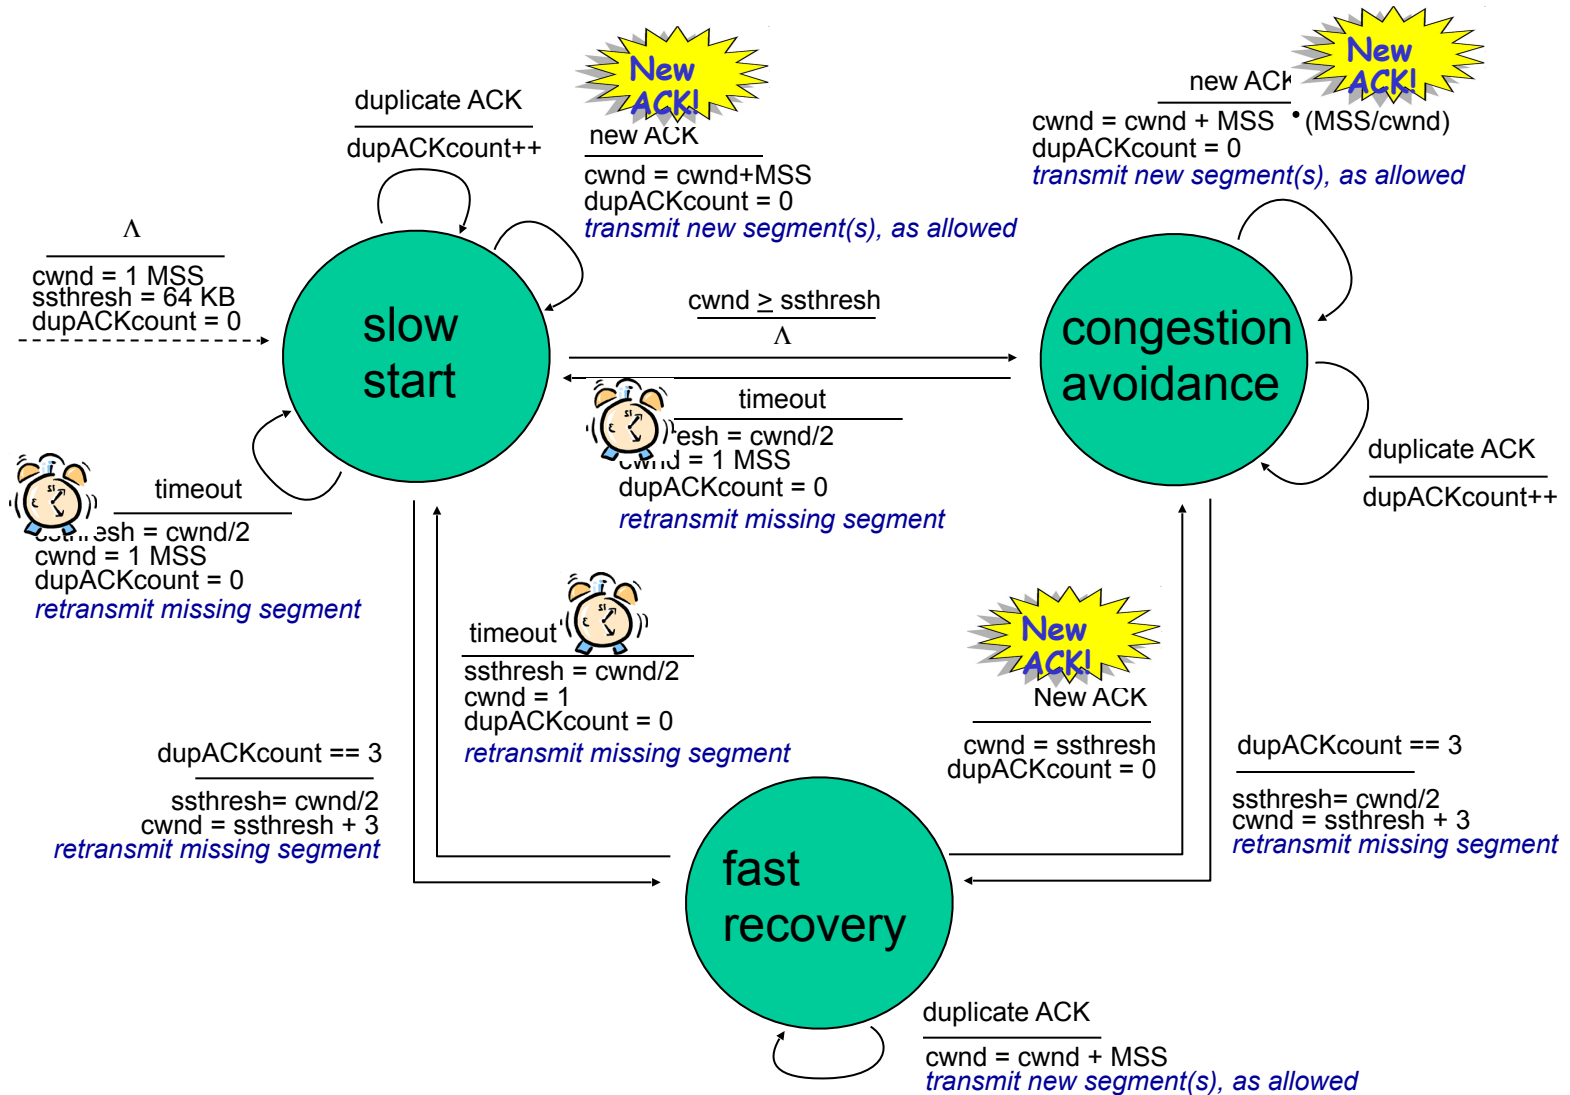 duplicate ACK
dupACKcount++
New
ACK!
new ACK
cwnd = cwnd+MSS
dupACKcount = 0
transmit new segment(s), as allowed
New
ACK!
new ACK
cwnd = cwnd + MSS • (MSS/cwnd)
dupACKcount = 0
transmit new segment(s), as allowed
Λ
cwnd = 1 MSS
ssthresh = 64 KB
dupACKcount = 0
slow
start
cwnd ≥ ssthresh
Λ
congestion
avoidance
timeout
esh = cwnd/2
cwnd = 1 MSS
dupACKcount = 0
retransmit missing segment
duplicate ACK
dupACKcount++
timeout
ssthresh = cwnd/2
cwnd = 1 MSS
dupACKcount = 0
retransmit missing segment
timeout
ssthresh = cwnd/2
cwnd = 1
dupACKcount = 0
retransmit missing segment
New
ACK!
New ACK
cwnd = ssthresh
dupACKcount = 0
dupACKcount == 3
ssthresh= cwnd/2
cwnd = ssthresh + 3
retransmit missing segment
dupACKcount == 3
ssthresh= cwnd/2
cwnd = ssthresh + 3
retransmit missing segment
fast
recovery
duplicate ACK
cwnd = cwnd + MSS
transmit new segment(s), as allowed